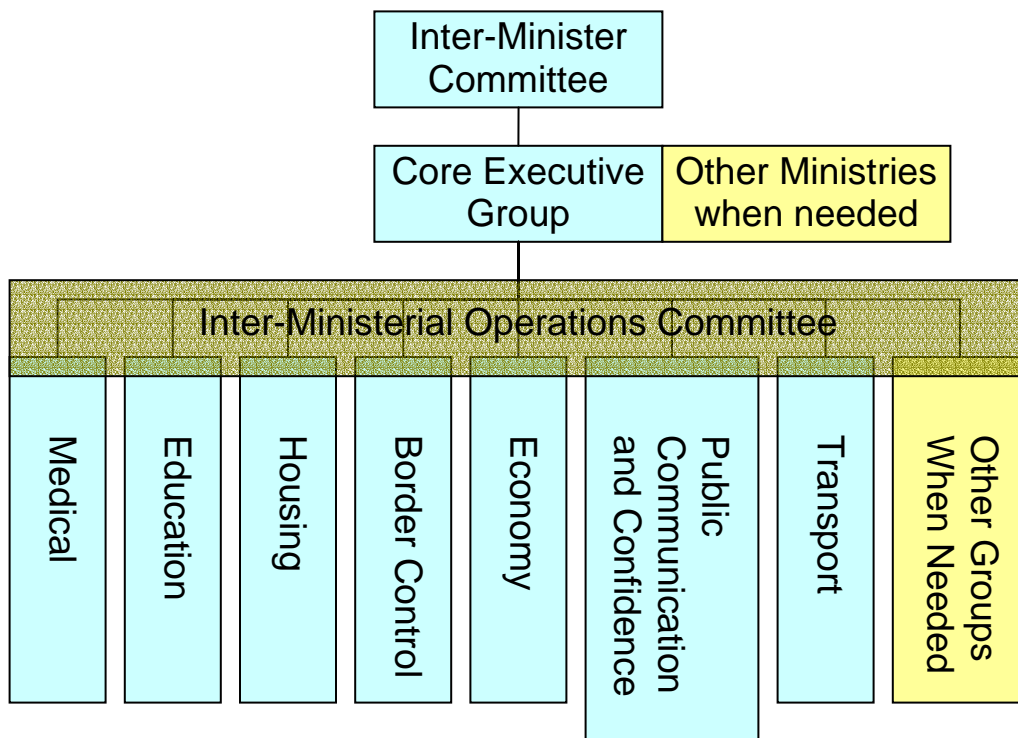 Inter-Minister
Committee
Core Executive
Group
Other Ministries
when needed
Inter-Ministerial Operations Committee
Medical
Education
Housing
Border Control
Economy
Public
Communication
and Confidence
Transport
Other Groups
When Needed